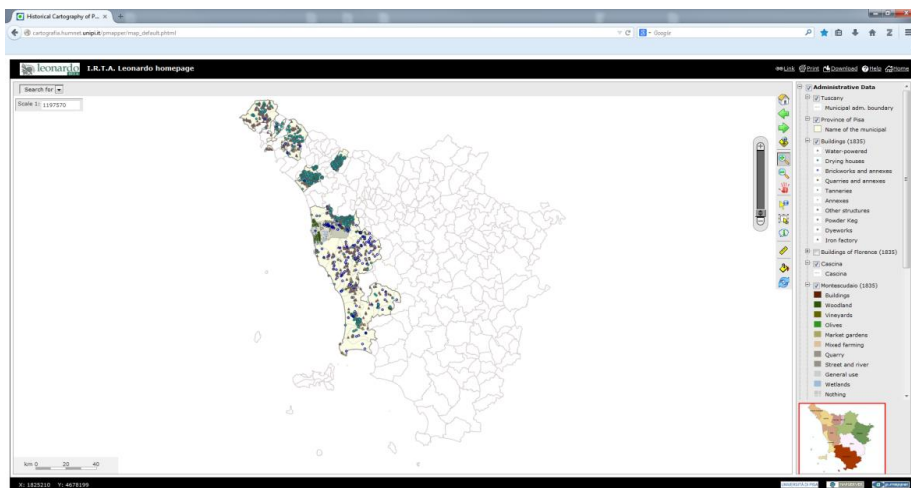 Historical Cartography of P...
cartografia.humnet.unipi.it/pmapper/map_default.phtml
Google
leonardo
I.R.T.A. Leonardo homepage
Link Print Download Help Home
Search for
Scale 1: 1197570
Administrative Data
Tuscany
Municipal adm. boundary
Province of Pisa
Name of the municipal
Buildings (1835)
Water-powered
Drying houses
Brickworks and annexes
Quarries and annexes
Tanneries
Annexes
Other structures
Powder Keg
Dyeworks
Iron factory
Buildings of Florence (1835)
Cascina
Cascina
Montescudaio (1835)
Buildings
Woodland
Vineyards
Olives
Market gardens
Mixed farming
Quarry
Street and river
General use
Wetlands
Nothing
km 0 20 40
X: 1825210 Y: 4678199